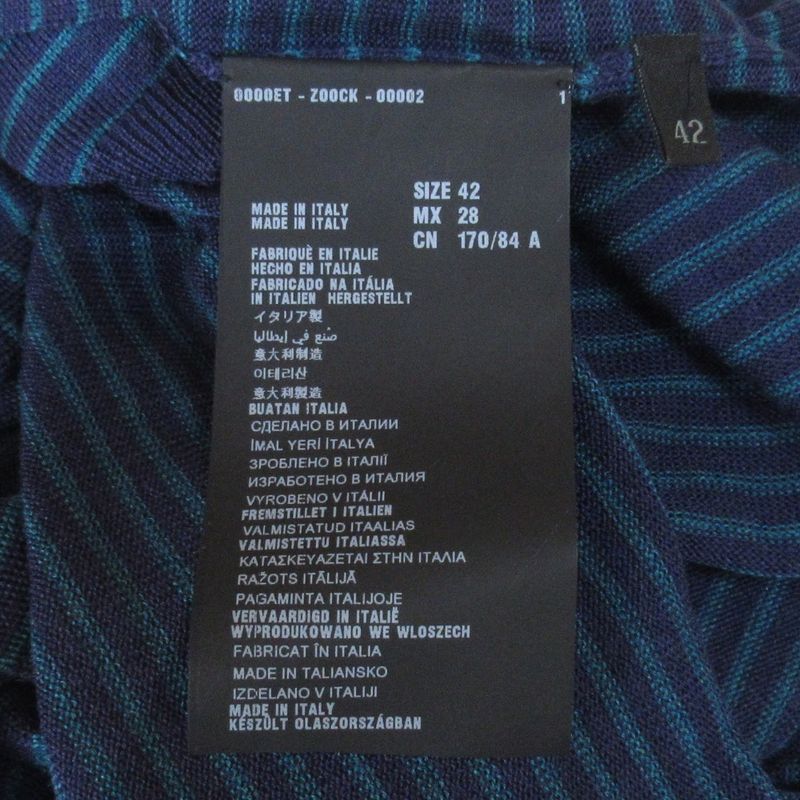 0000ET - Z00CK - 00002 1
42
SIZE 42
MX 28
CN 170/84 A
MADE IN ITALY
MADE IN ITALY
FABRIQUÈ EN ITALIE
HECHO EN ITALIA
FABRICADO NA ITÁLIA
IN ITALIEN HERGESTELLT
イタリア製
صُنع في إيطاليا
意大利制造
이테리산
意大利製造
BUATAN ITALIA
СДЕЛАНО В ИТАЛИИ
İMAL YERİ İTALYA
ЗРОБЛЕНО В ІТАЛІЇ
ИЗРАБОТЕНО В ИТАЛИЯ
VYROBENO V ITÁLII
FREMSTILLET I ITALIEN
VALMISTATUD ITAALIAS
VALMISTETTU ITALIASSA
ΚΑΤΑΣΚΕΥΑΖΕΤΑΙ ΣΤΗΝ ΙΤΑΛΙΑ
RAŽOTS ITĀLIJĀ
PAGAMINTA ITALIJOJE
VERVAARDIGD IN ITALIË
WYPRODUKOWANO WE WLOSZECH
FABRICAT ÎN ITALIA
MADE IN TALIANSKO
IZDELANO V ITALIJI
MADE IN ITALY
KÉSZÜLT OLASZORSZÁGBAN